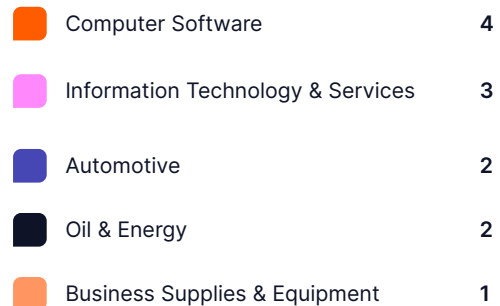 Computer Software 4
Information Technology & Services 3
Automotive 2
Oil & Energy 2
Business Supplies & Equipment 1